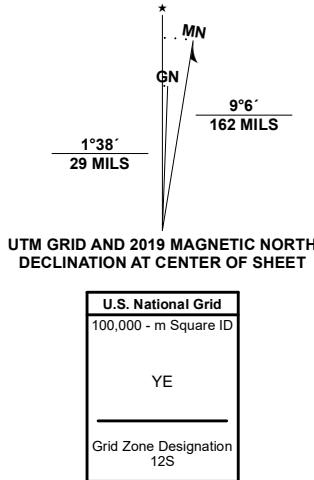 ★
MN
GN
9°6´
162 MILS
1°38´
29 MILS
UTM GRID AND 2019 MAGNETIC NORTH
DECLINATION AT CENTER OF SHEET
U.S. National Grid
100,000 - m Square ID
YE
Grid Zone Designation
12S